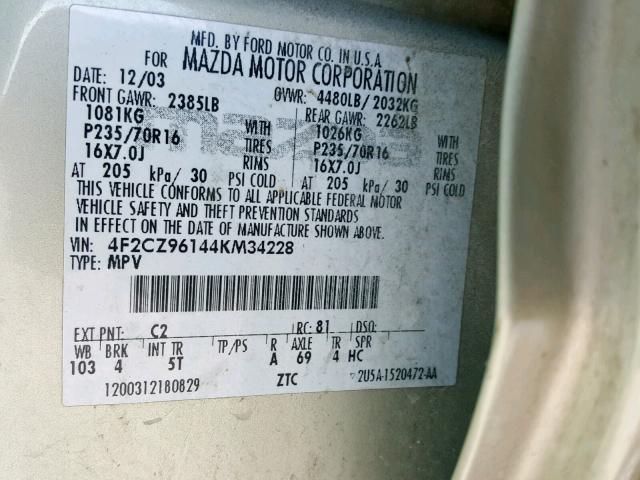 MFD. BY FORD MOTOR CO. IN U.S.A.
FOR MAZDA MOTOR CORPORATION
DATE: 12/03 GVWR: 4480LB/2032KG
FRONT GAWR: 2385LB REAR GAWR: 2262LB
1081KG WITH 1026KG WITH
P235/70R16 TIRES P235/70R16 TIRES
16X7.0J RIMS 16X7.0J RIMS
AT 205 kPa/ 30 PSI COLD AT 205 kPa/ 30 PSI COLD
THIS VEHICLE CONFORMS TO ALL APPLICABLE FEDERAL MOTOR
VEHICLE SAFETY AND THEFT PREVENTION STANDARDS
IN EFFECT ON THE DATE OF MANUFACTURE SHOWN ABOVE.
VIN: 4F2CZ96144KM34228
TYPE: MPV
EXT PNT: C2 RC: 81 DSO:
WB BRK INT TR TP/PS R AXLE TR SPR
103 4 5T A 69 4 HC
1200312180829 ZTC 2U5A-1520472-AA